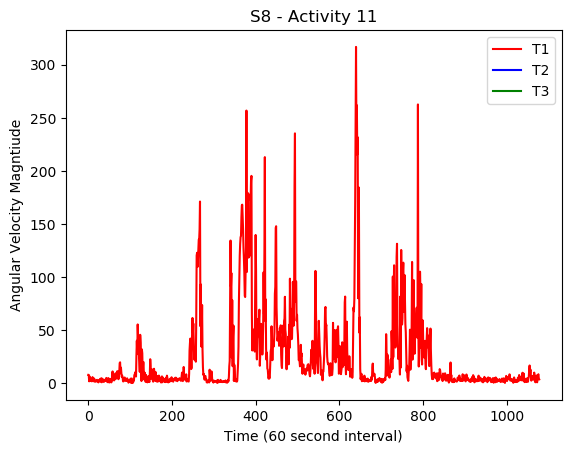 S8 - Activity 11
T1
T2
T3
300
250
200
150
100
50
0
Angular Velocity Magntiude
0
200
400
600
800
1000
Time (60 second interval)